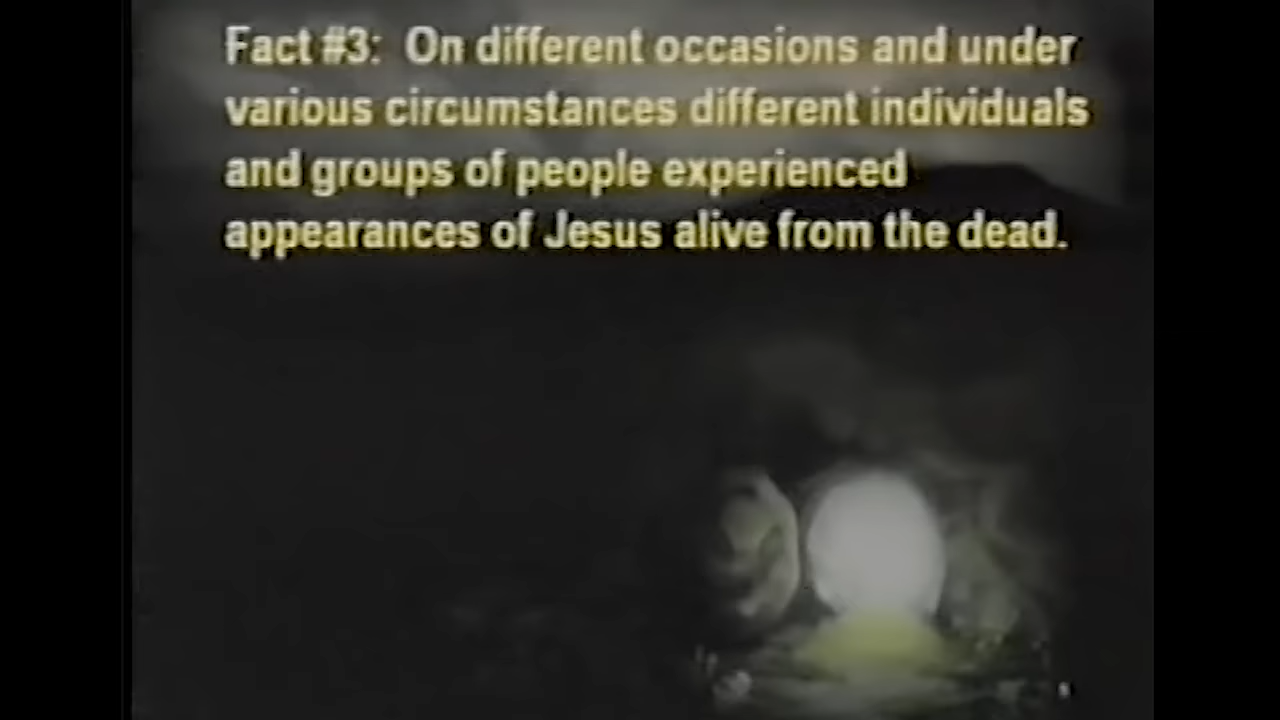 Fact #3: On different occasions and under
various circumstances different individuals
and groups of people experienced
appearances of Jesus alive from the dead.